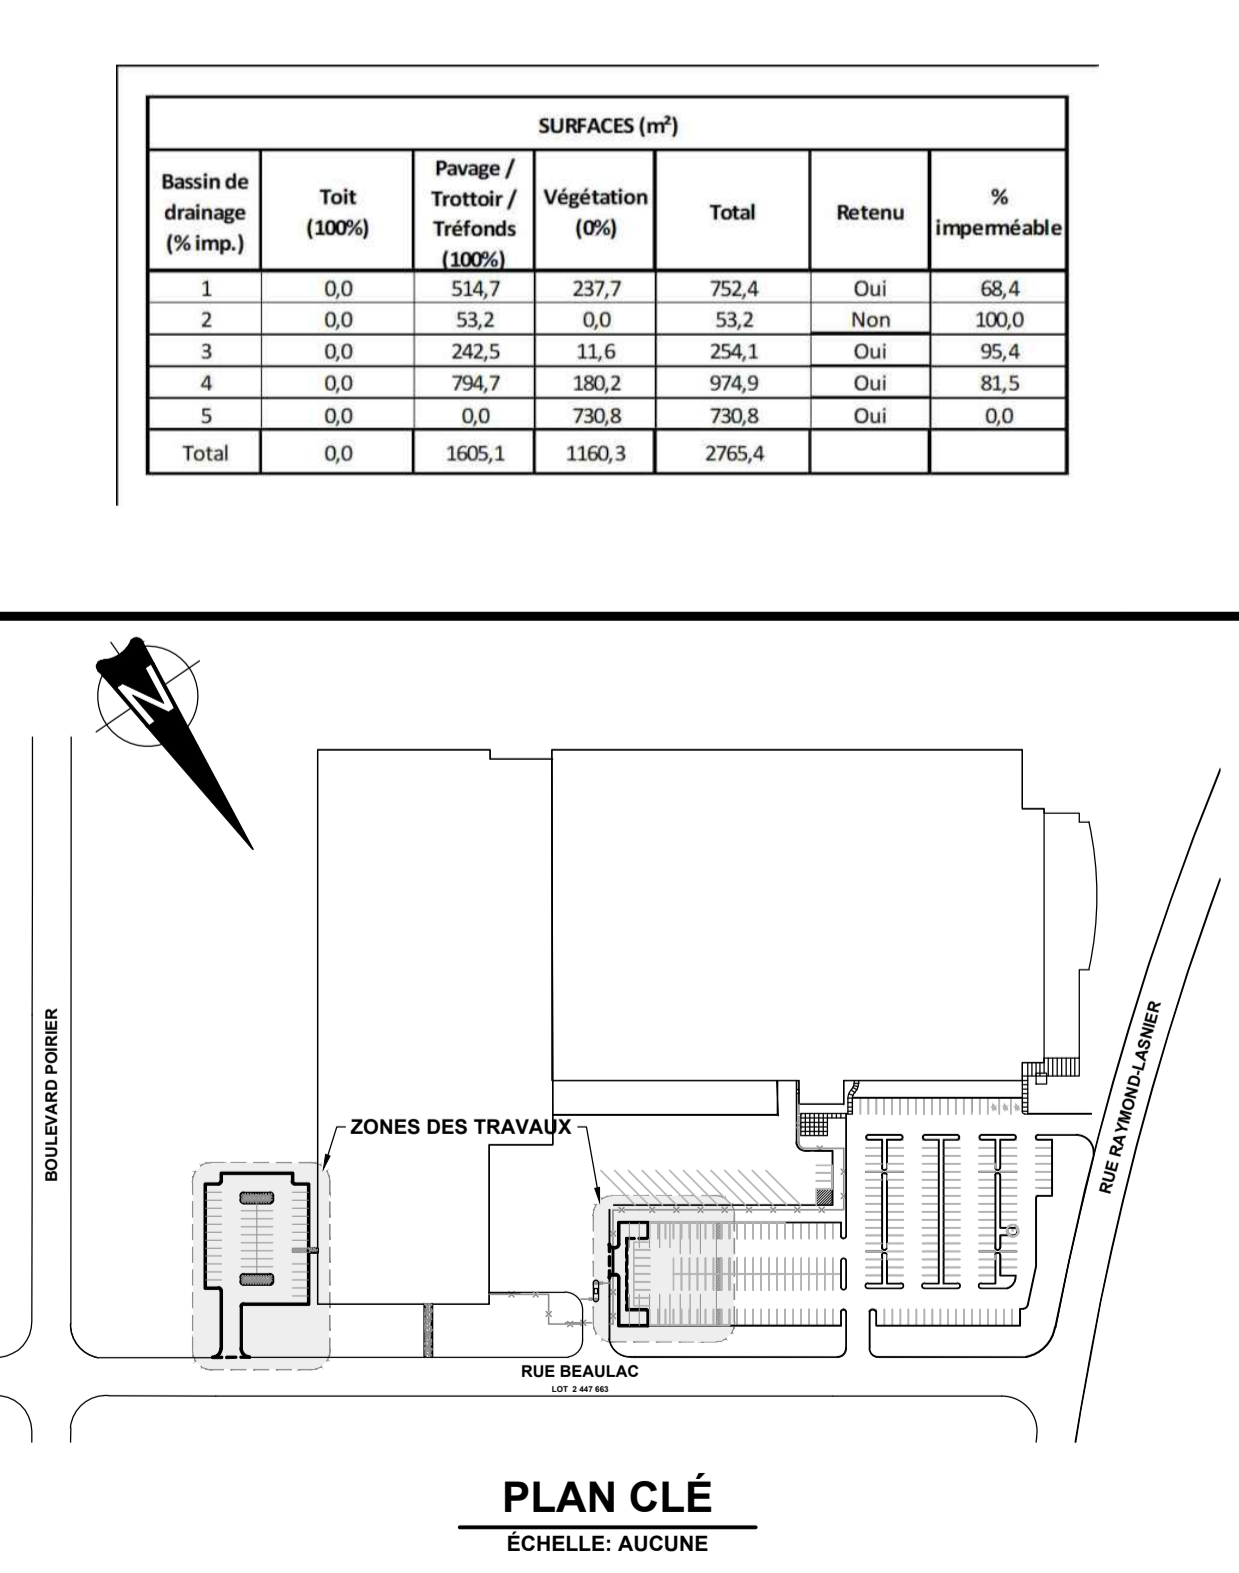 SURFACES (m²)
Bassin de drainage (% imp.) Toit (100%) Pavage / Trottoir / Tréfonds (100%) Végétation (0%) Total Retenu % imperméable
1 0,0 514,7 237,7 752,4 Oui 68,4
2 0,0 53,2 0,0 53,2 Non 100,0
3 0,0 242,5 11,6 254,1 Oui 95,4
4 0,0 794,7 180,2 974,9 Oui 81,5
5 0,0 0,0 730,8 730,8 Oui 0,0
Total 0,0 1605,1 1160,3 2765,4
N
BOULEVARD POIRIER
ZONES DES TRAVAUX
RUE RAYMOND-LASNIER
RUE BEAULAC
LOT 2 447 663
PLAN CLÉ
ÉCHELLE: AUCUNE